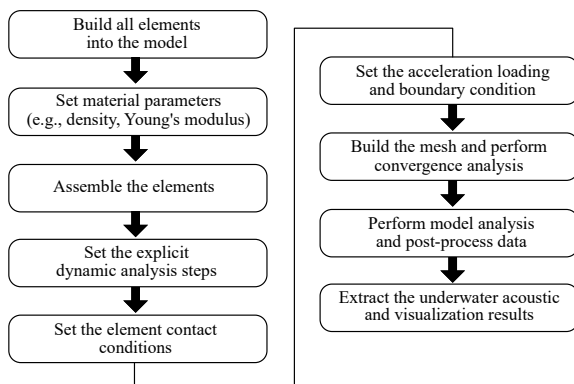 Build all elements
into the model
Set material parameters
(e.g., density, Young's modulus)
Assemble the elements
Set the explicit
dynamic analysis steps
Set the element contact
conditions
Set the acceleration loading
and boundary condition
Build the mesh and perform
convergence analysis
Perform model analysis
and post-process data
Extract the underwater acoustic
and visualization results